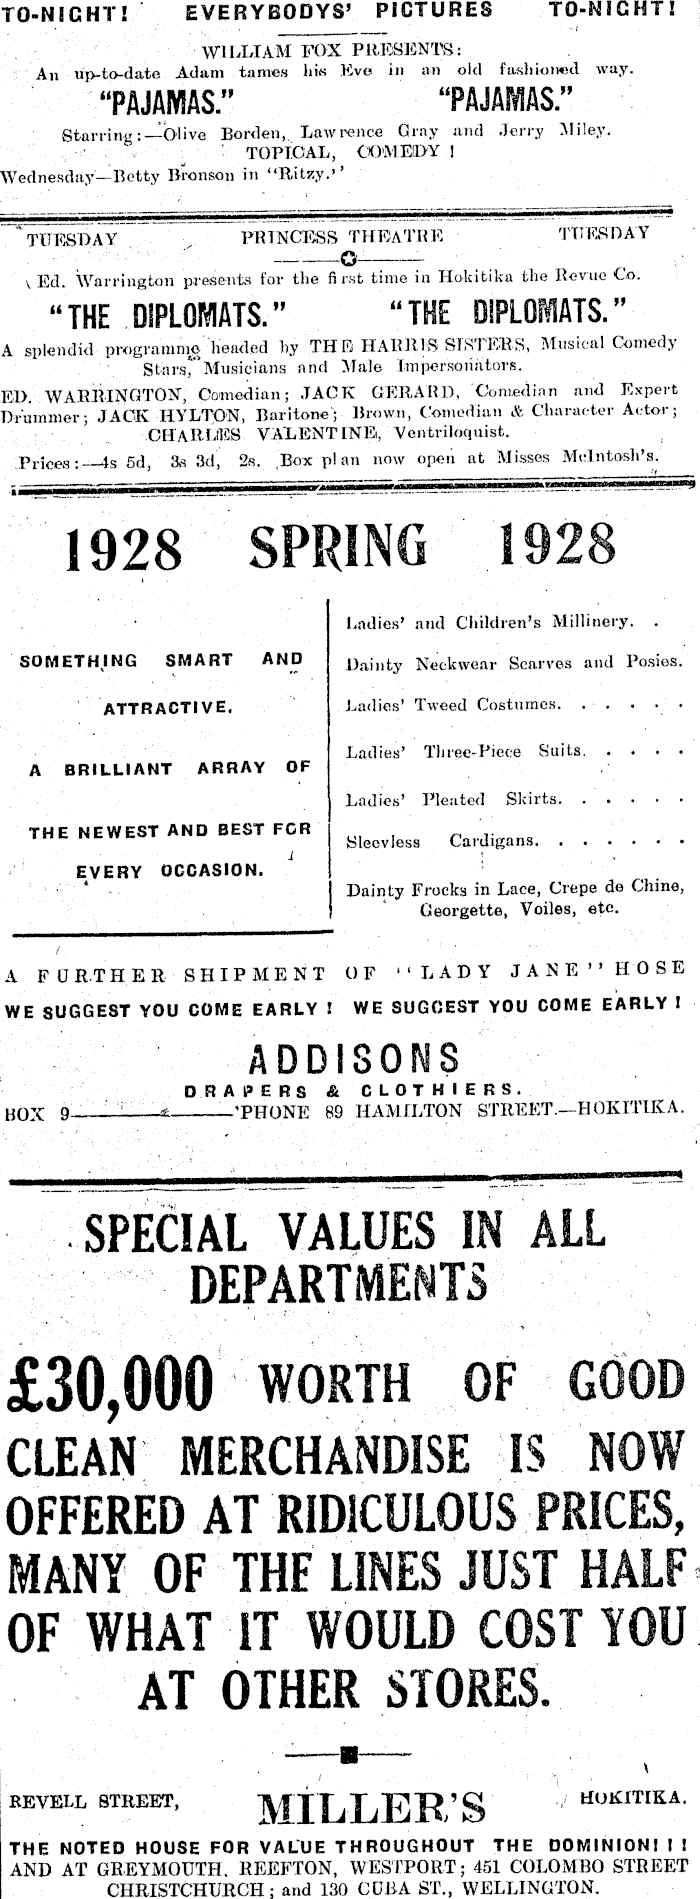 TO-NIGHT! EVERYBODYS' PICTURES TO-NIGHT!
WILLIAM FOX PRESENTS:
An up-to-date Adam tames his Eve in an old fashioned way.
"PAJAMAS." "PAJAMAS."
Starring:—Olive Borden, Lawrence Gray and Jerry Miley.
TOPICAL, COMEDY!
Wednesday—Betty Bronson in "Ritzy."
TUESDAY PRINCESS THEATRE TUESDAY
Ed. Warrington presents for the first time in Hokitika the Revue Co.
"THE DIPLOMATS." "THE DIPLOMATS."
A splendid programme headed by THE HARRIS SISTERS, Musical Comedy
Stars, Musicians and Male Impersonators.
ED. WARRINGTON, Comedian; JACK GERARD, Comedian and Expert
Drummer; JACK HYLTON, Baritone; Brown, Comedian & Character Actor;
CHARLES VALENTINE, Ventriloquist.
Prices:—4s 5d, 3s 3d, 2s. Box plan now open at Misses McIntosh's.
1928 SPRING 1928
SOMETHING SMART AND
ATTRACTIVE.
A BRILLIANT ARRAY OF
THE NEWEST AND BEST FOR
EVERY OCCASION.
Ladies' and Children's Millinery. .
Dainty Neckwear Scarves and Posies.
Ladies' Tweed Costumes. . . . . .
Ladies' Three-Piece Suits. . . . .
Ladies' Pleated Skirts. . . . . .
Sleevless Cardigans. . . . . . .
Dainty Frocks in Lace, Crepe de Chine,
Georgette, Voiles, etc.
A FURTHER SHIPMENT OF "LADY JANE" HOSE
WE SUGGEST YOU COME EARLY! WE SUGGEST YOU COME EARLY!
ADDISONS
DRAPERS & CLOTHIERS.
BOX 9————'PHONE 89 HAMILTON STREET.—HOKITIKA.
SPECIAL VALUES IN ALL
DEPARTMENTS
£30,000 WORTH OF GOOD
CLEAN MERCHANDISE IS NOW
OFFERED AT RIDICULOUS PRICES,
MANY OF THE LINES JUST HALF
OF WHAT IT WOULD COST YOU
AT OTHER STORES.
REVELL STREET, MILLER'S HOKITIKA.
THE NOTED HOUSE FOR VALUE THROUGHOUT THE DOMINION!!!
AND AT GREYMOUTH, REEFTON, WESTPORT; 451 COLOMBO STREET
CHRISTCHURCH; and 130 CUBA ST., WELLINGTON.